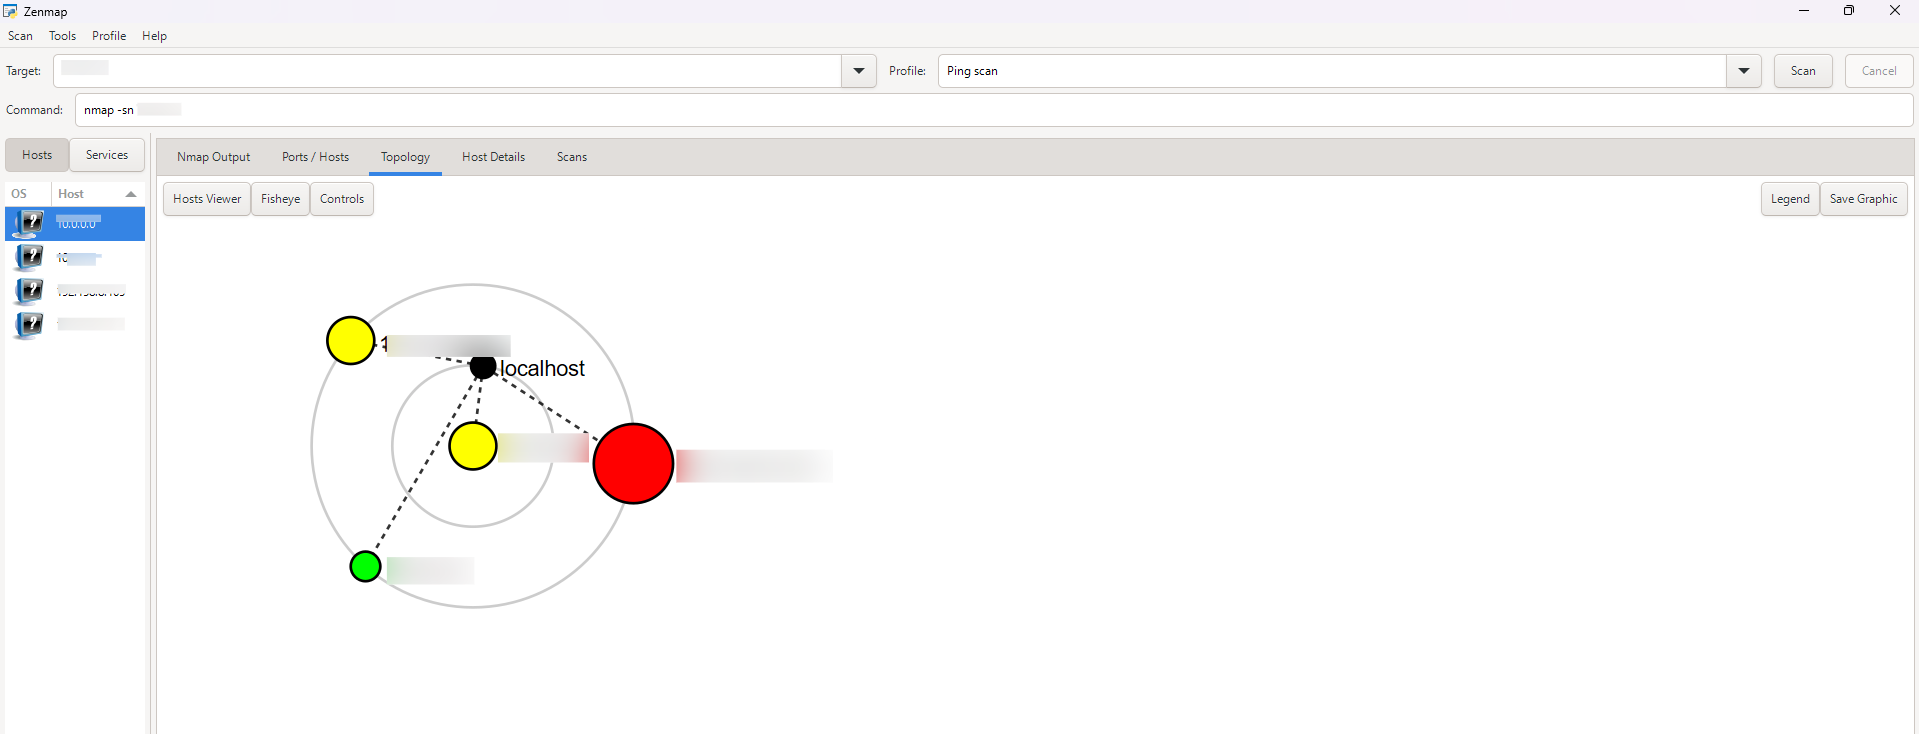 Zenmap
Scan Tools Profile Help
Target: Profile: Ping scan Scan Cancel
Command: nmap -sn
Hosts Services
Nmap Output Ports / Hosts Topology Host Details Scans
OS Host
Hosts Viewer Fisheye Controls Legend Save Graphic
localhost